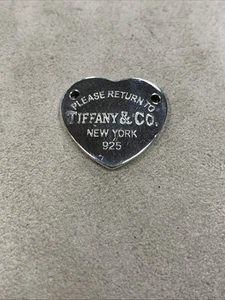 PLEASE RETURN TO
TIFFANY & CO.
NEW YORK
925